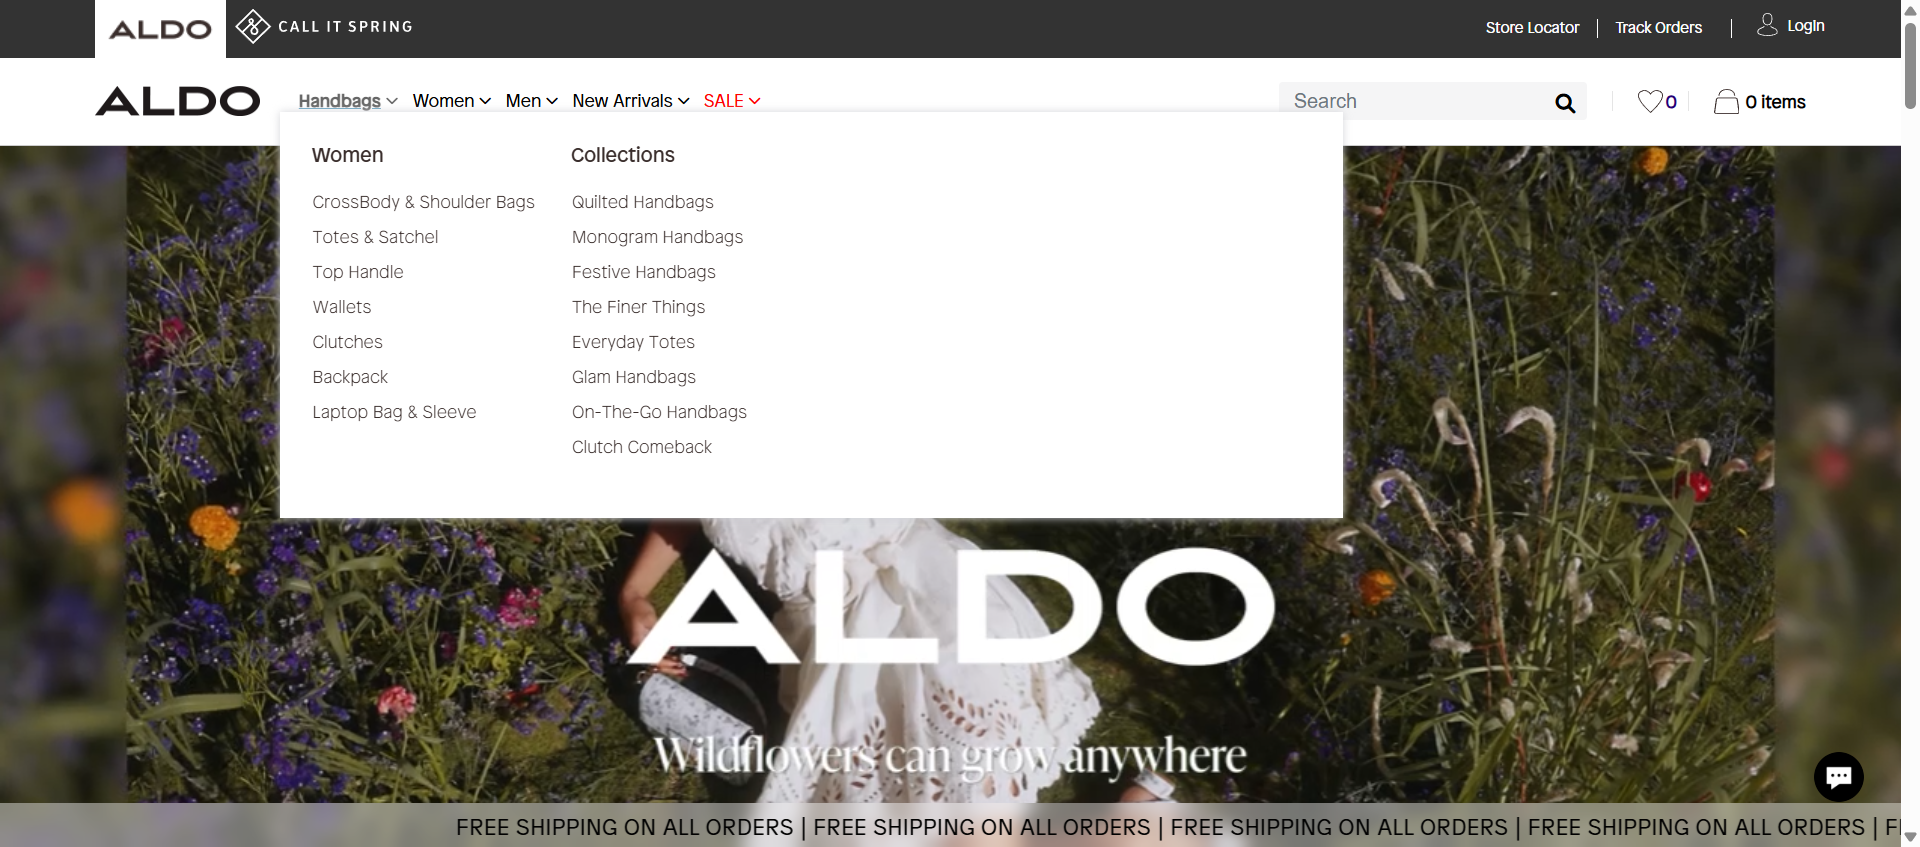 ALDO
CALL IT SPRING
Store Locator
Track Orders
Login
ALDO
Handbags
Women
Men
New Arrivals
SALE
Search
0
0 items
Women
CrossBody & Shoulder Bags
Totes & Satchel
Top Handle
Wallets
Clutches
Backpack
Laptop Bag & Sleeve
Collections
Quilted Handbags
Monogram Handbags
Festive Handbags
The Finer Things
Everyday Totes
Glam Handbags
On-The-Go Handbags
Clutch Comeback
ALDO
Wildflowers can grow anywhere
FREE SHIPPING ON ALL ORDERS | FREE SHIPPING ON ALL ORDERS | FREE SHIPPING ON ALL ORDERS | FREE SHIPPING ON ALL ORDERS | F